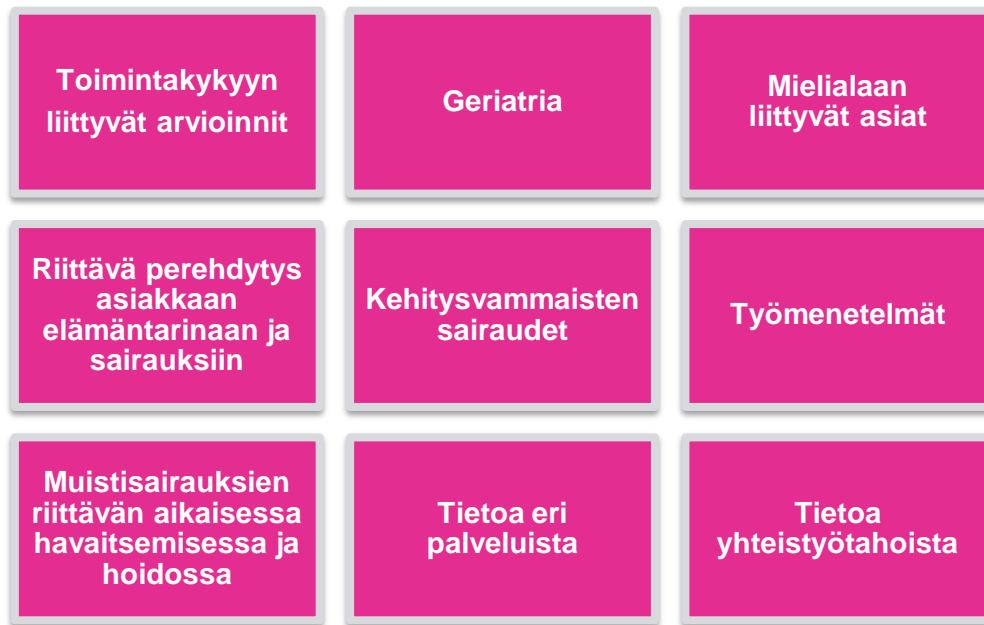 Toimintakykyyn
liittyvät arvioinnit
Geriatria
Mielialaan
liittyvät asiat
Riittävä perehdytys
asiakkaan
elämäntarinaan ja
sairauksiin
Kehitysvammaisten
sairaudet
Työmenetelmät
Muistisairauksien
riittävän aikaisessa
havaitsemisessa ja
hoidossa
Tietoa eri
palveluista
Tietoa
yhteistyötahoista